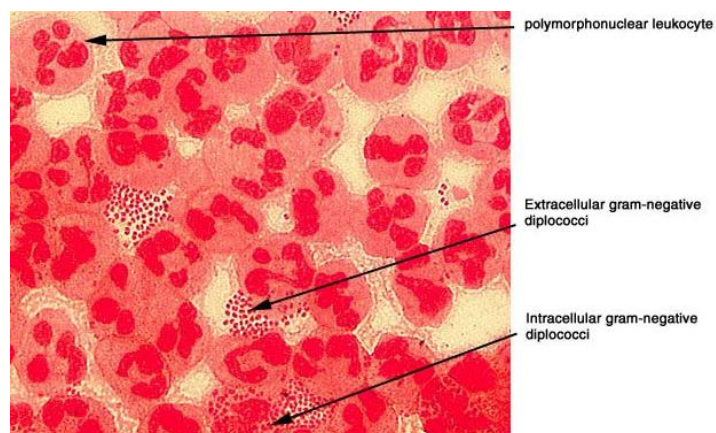 polymorphonuclear leukocyte
Extracellular gram-negative
diplococci
Intracellular gram-negative
diplococci